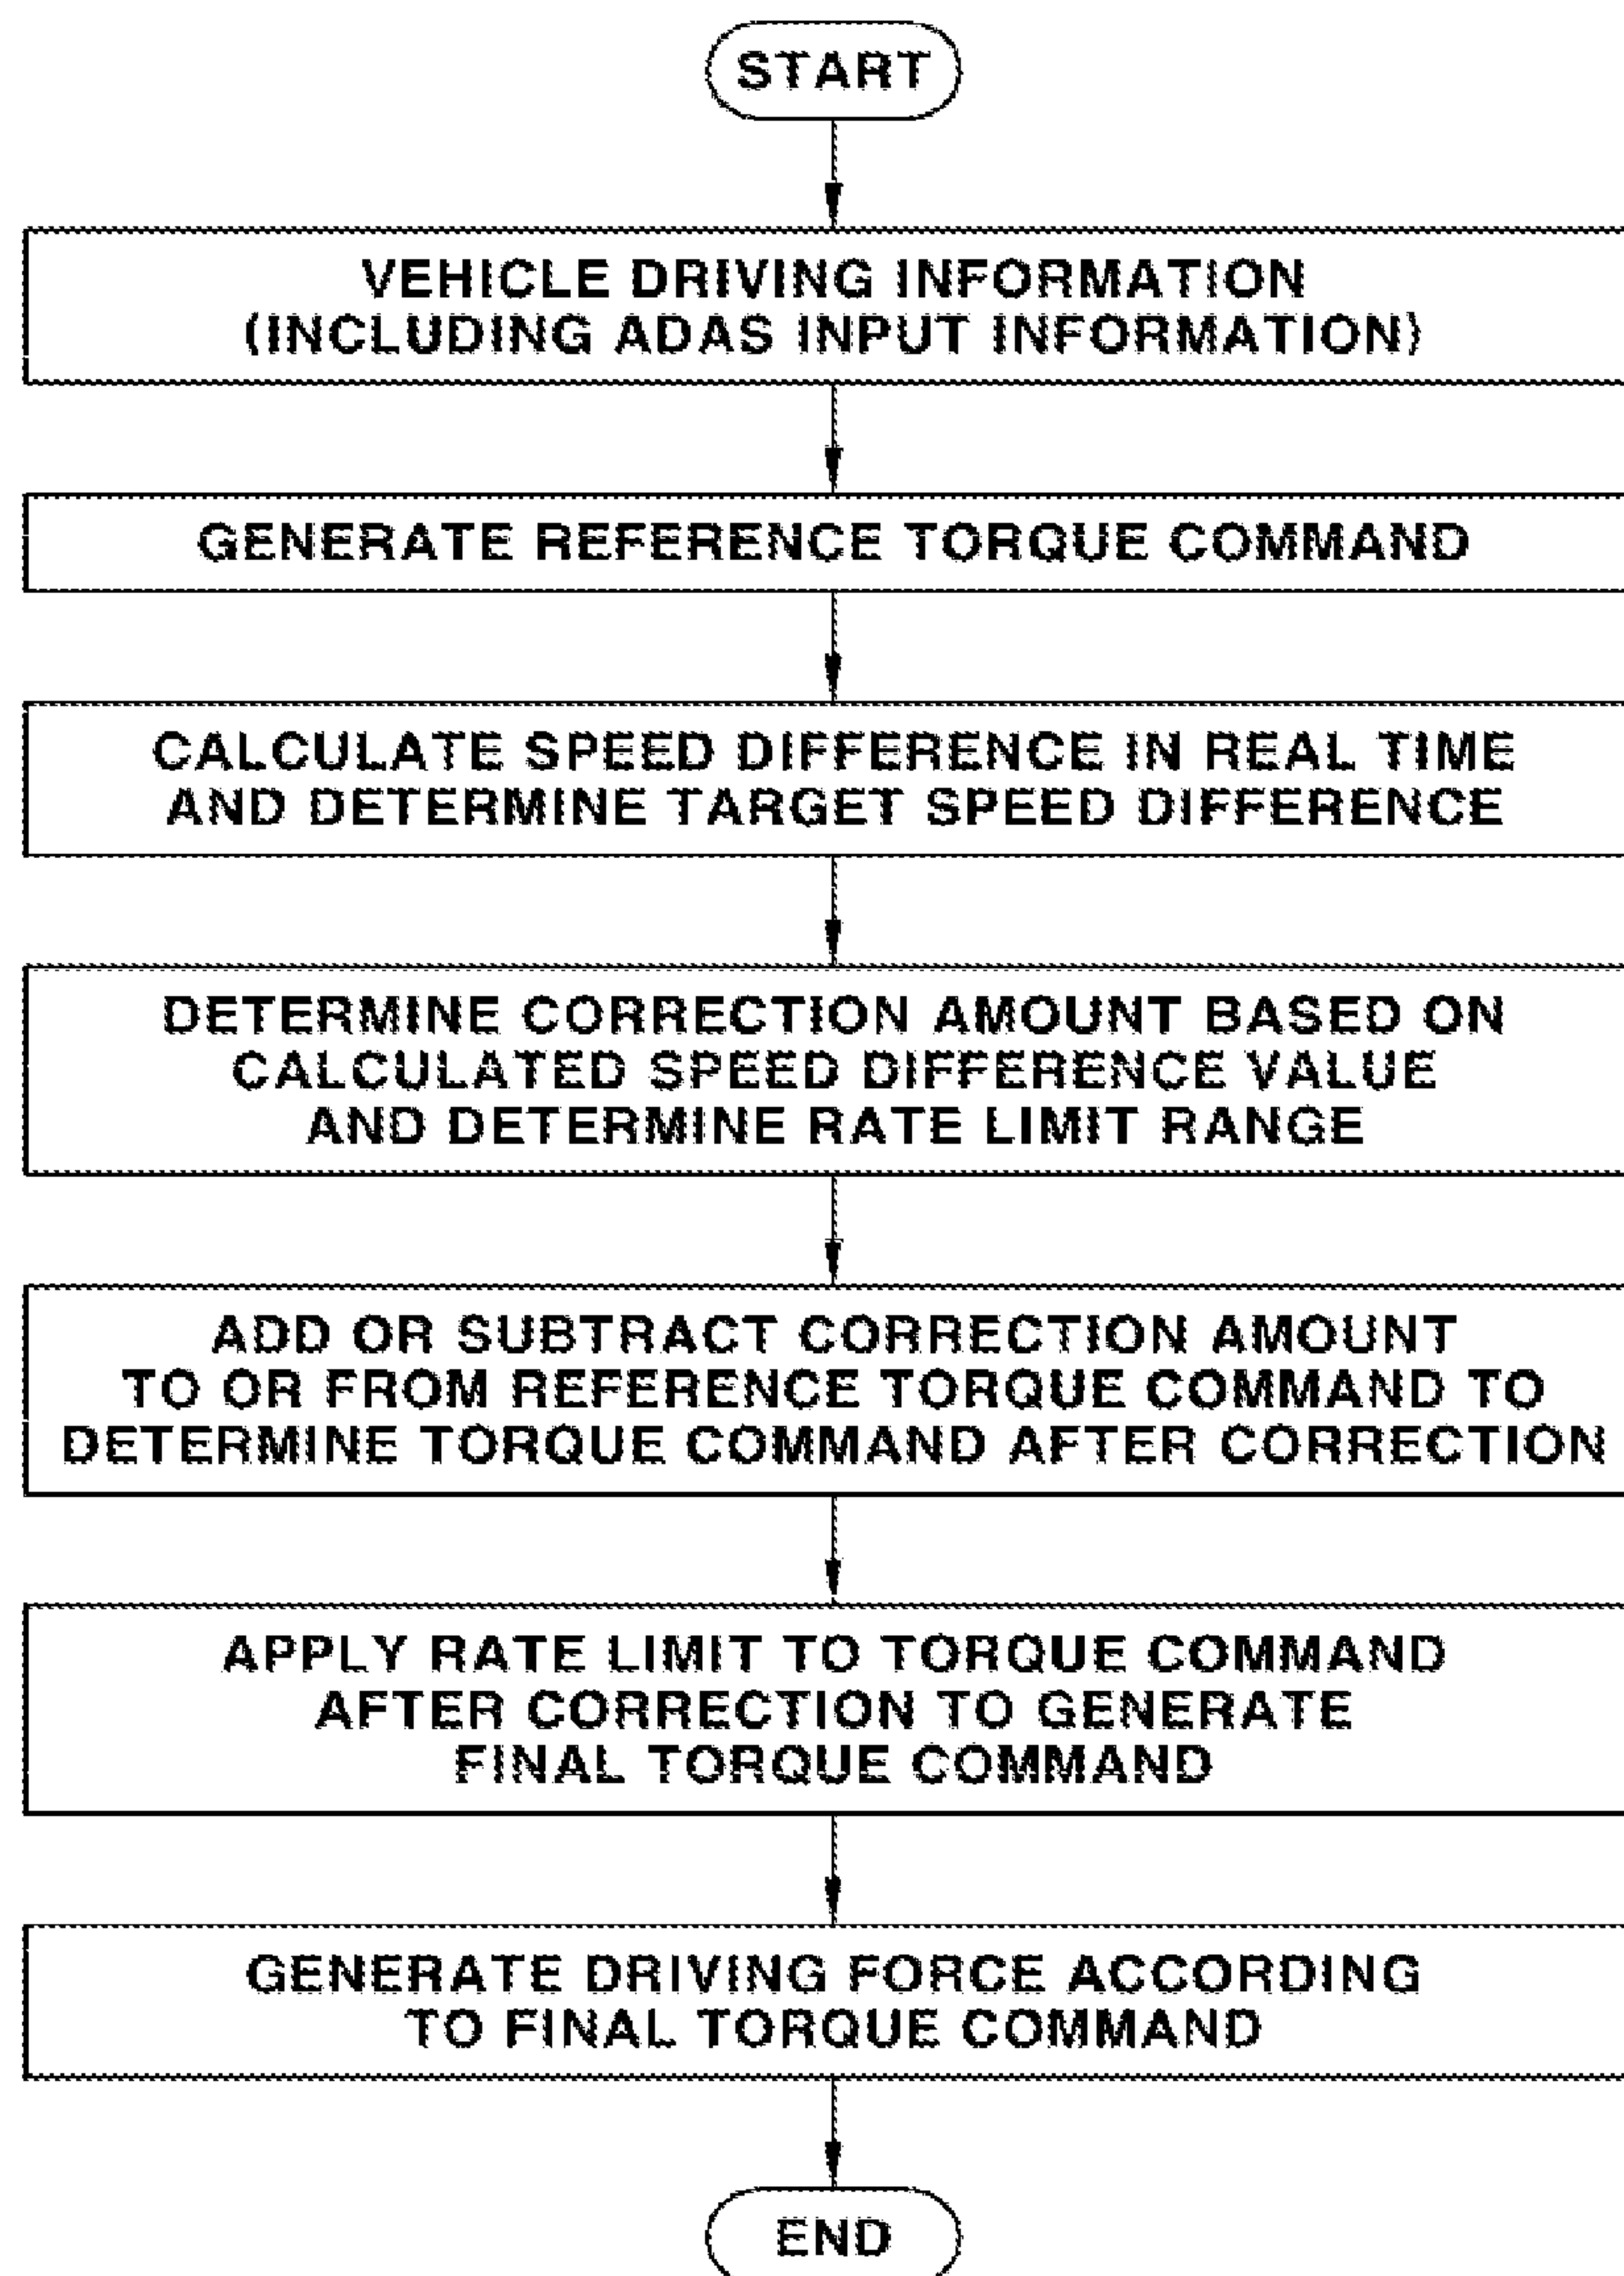 START
VEHICLE DRIVING INFORMATION
(INCLUDING ADAS INPUT INFORMATION)
GENERATE REFERENCE TORQUE COMMAND
CALCULATE SPEED DIFFERENCE IN REAL TIME
AND DETERMINE TARGET SPEED DIFFERENCE
DETERMINE CORRECTION AMOUNT BASED ON
CALCULATED SPEED DIFFERENCE VALUE
AND DETERMINE RATE LIMIT RANGE
ADD OR SUBTRACT CORRECTION AMOUNT
TO OR FROM REFERENCE TORQUE COMMAND TO
DETERMINE TORQUE COMMAND AFTER CORRECTION
APPLY RATE LIMIT TO TORQUE COMMAND
AFTER CORRECTION TO GENERATE
FINAL TORQUE COMMAND
GENERATE DRIVING FORCE ACCORDING
TO FINAL TORQUE COMMAND
END